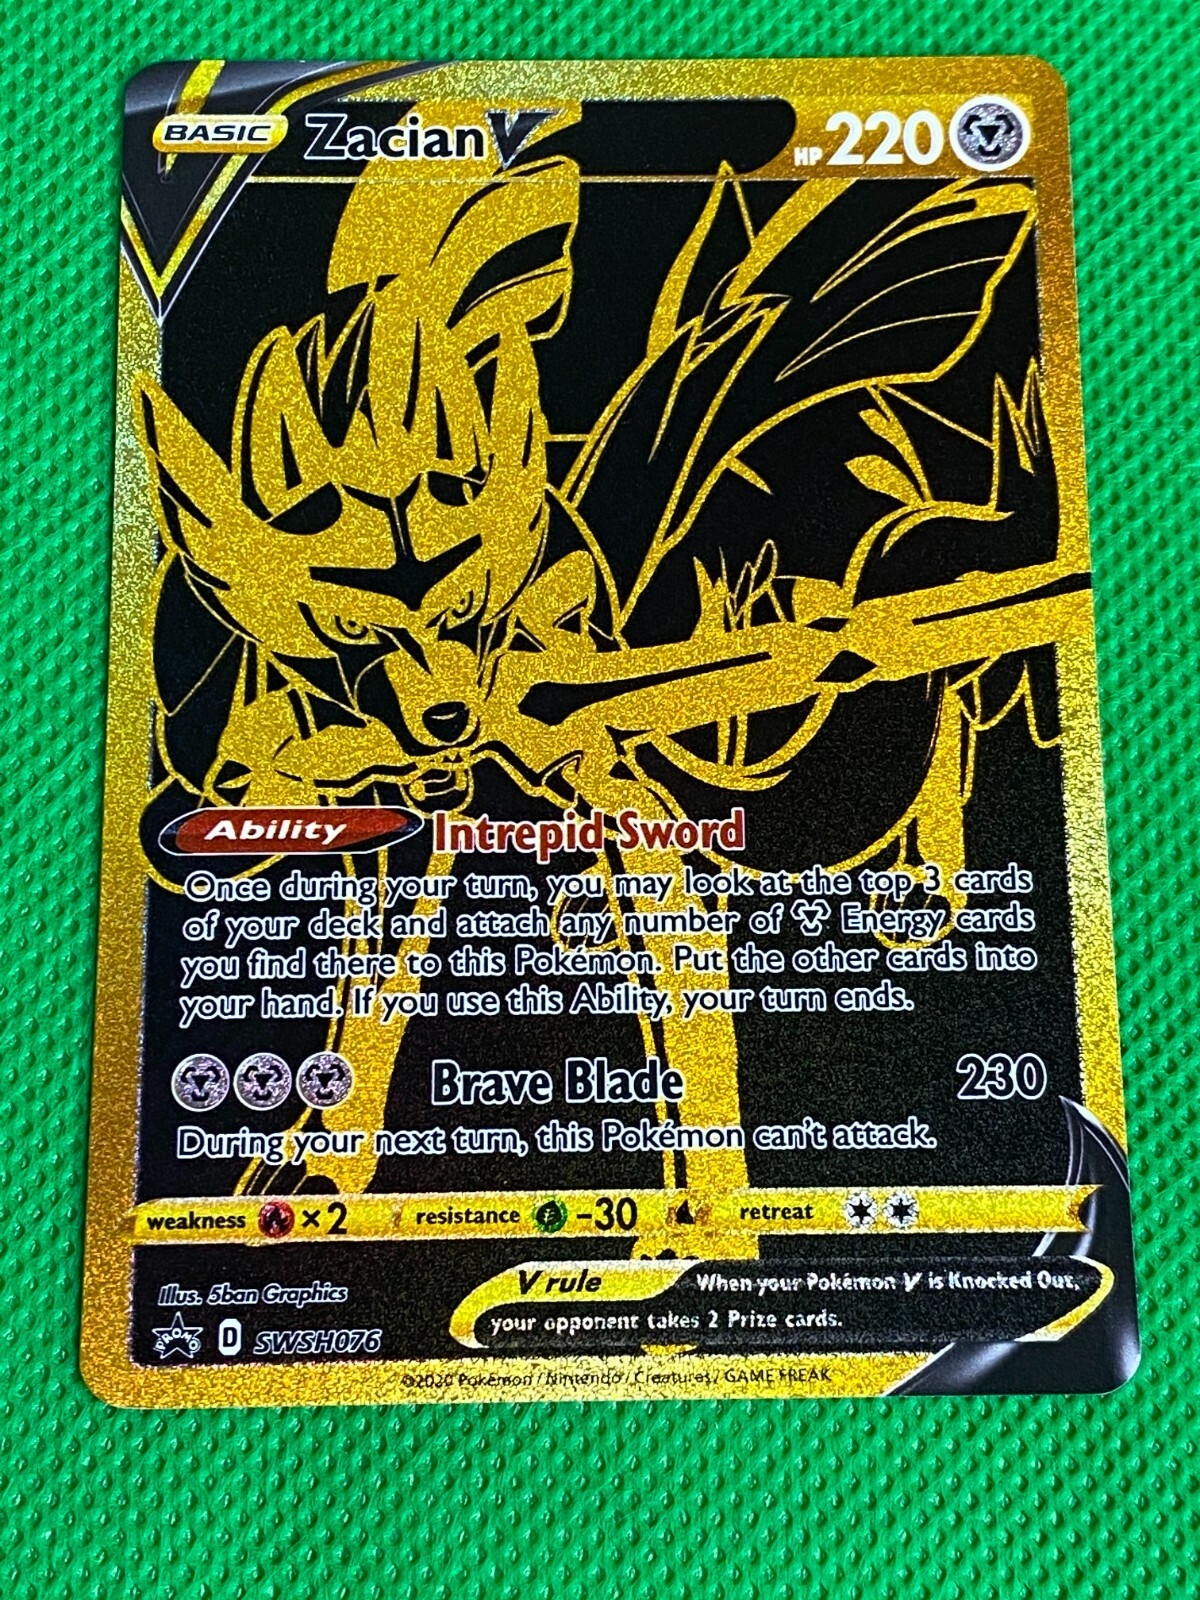 BASIC Zacian V HP 220
Ability Intrepid Sword
Once during your turn, you may look at the top 3 cards
of your deck and attach any number of Energy cards
you find there to this Pokémon. Put the other cards into
your hand. If you use this Ability, your turn ends.
Brave Blade 230
During your next turn, this Pokémon can't attack.
weakness ×2 resistance -30 retreat
V rule When your Pokémon V is Knocked Out,
your opponent takes 2 Prize cards.
Illus. 5ban Graphics
PROMO D SWSH076
©2020 Pokémon / Nintendo / Creatures / GAME FREAK